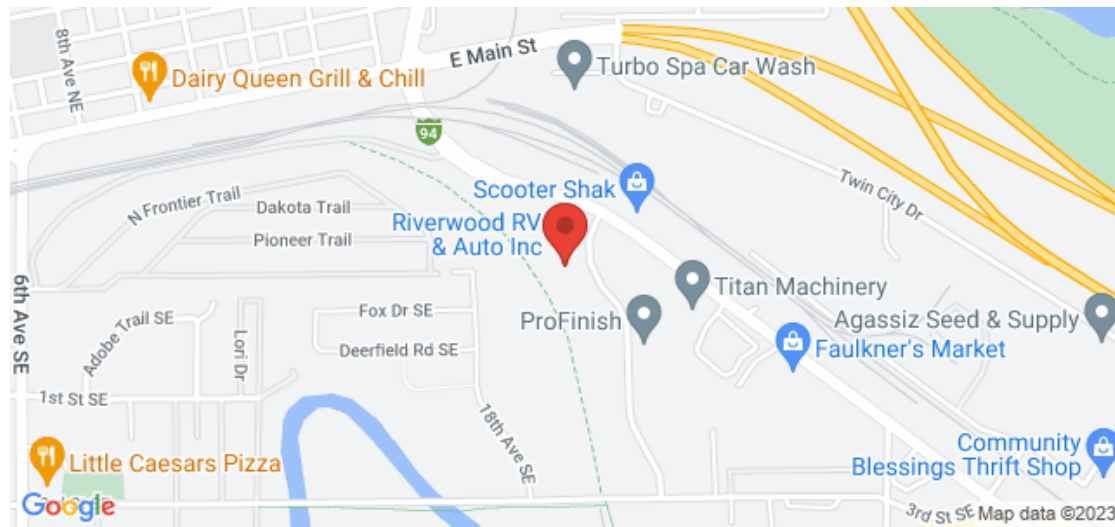 8th Ave NE
Dairy Queen Grill & Chill
E Main St
Turbo Spa Car Wash
94
Twin City Dr
N Frontier Trail
Dakota Trail
Pioneer Trail
Scooter Shak
Riverwood RV
& Auto Inc
6th Ave SE
Titan Machinery
Fox Dr SE
ProFinish
Agassiz Seed & Supply
Adobe Trail SE
Lori Dr
Deerfield Rd SE
Faulkner's Market
1st St SE
18th Ave SE
Little Caesars Pizza
Community
Blessings Thrift Shop
Google
3rd St SE
Map data ©2023